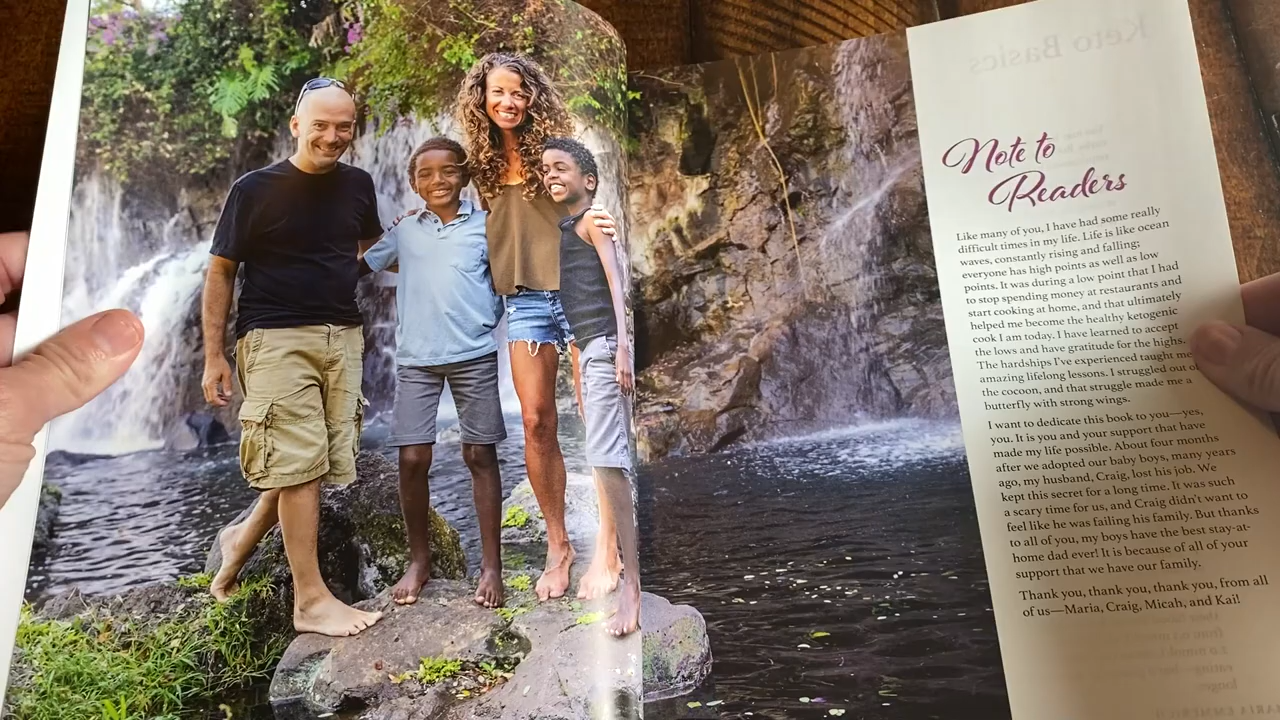 Keto Basics
Note to
Readers
Like many of you, I have had some really
difficult times in my life. Life is like ocean
waves, constantly rising and falling;
everyone has high points as well as low
points. It was during a low point that I had
to stop spending money at restaurants and
start cooking at home, and that ultimately
helped me become the healthy ketogenic
cook I am today. I have learned to accept
the lows and have gratitude for the highs.
The hardships I've experienced taught me
amazing lifelong lessons. I struggled out of
the cocoon, and that struggle made me a
butterfly with strong wings.
I want to dedicate this book to you—yes,
you. It is you and your support that have
made my life possible. About four months
after we adopted our baby boys, many years
ago, my husband, Craig, lost his job. We
kept this secret for a long time. It was such
a scary time for us, and Craig didn't want to
feel like he was failing his family. But thanks
to all of you, my boys have the best stay-at-
home dad ever! It is because of all of your
support that we have our family.
Thank you, thank you, thank you, from all
of us—Maria, Craig, Micah, and Kai!